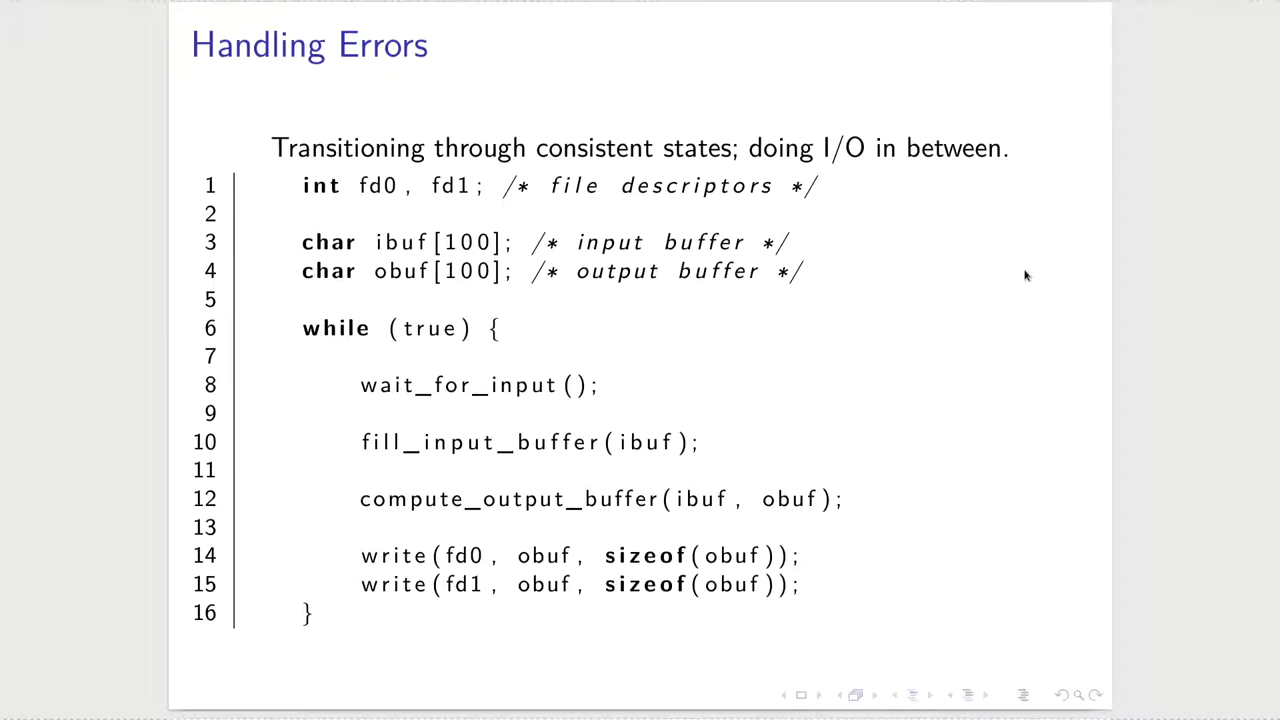 Handling Errors
Transitioning through consistent states; doing I/O in between.
1 int fd0, fd1; /* file descriptors */
2
3 char ibuf[100]; /* input buffer */
4 char obuf[100]; /* output buffer */
5
6 while (true) {
7
8 wait_for_input();
9
10 fill_input_buffer(ibuf);
11
12 compute_output_buffer(ibuf, obuf);
13
14 write(fd0, obuf, sizeof(obuf));
15 write(fd1, obuf, sizeof(obuf));
16 }